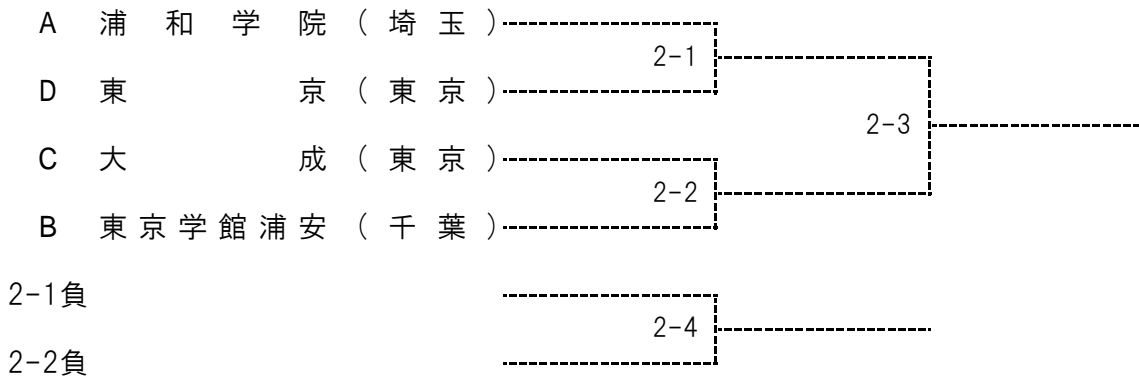 A 浦和学院（埼玉）
2-1
D 東京（東京）
2-3
C 大成（東京）
2-2
B 東京学館浦安（千葉）
2-1負
2-4
2-2負